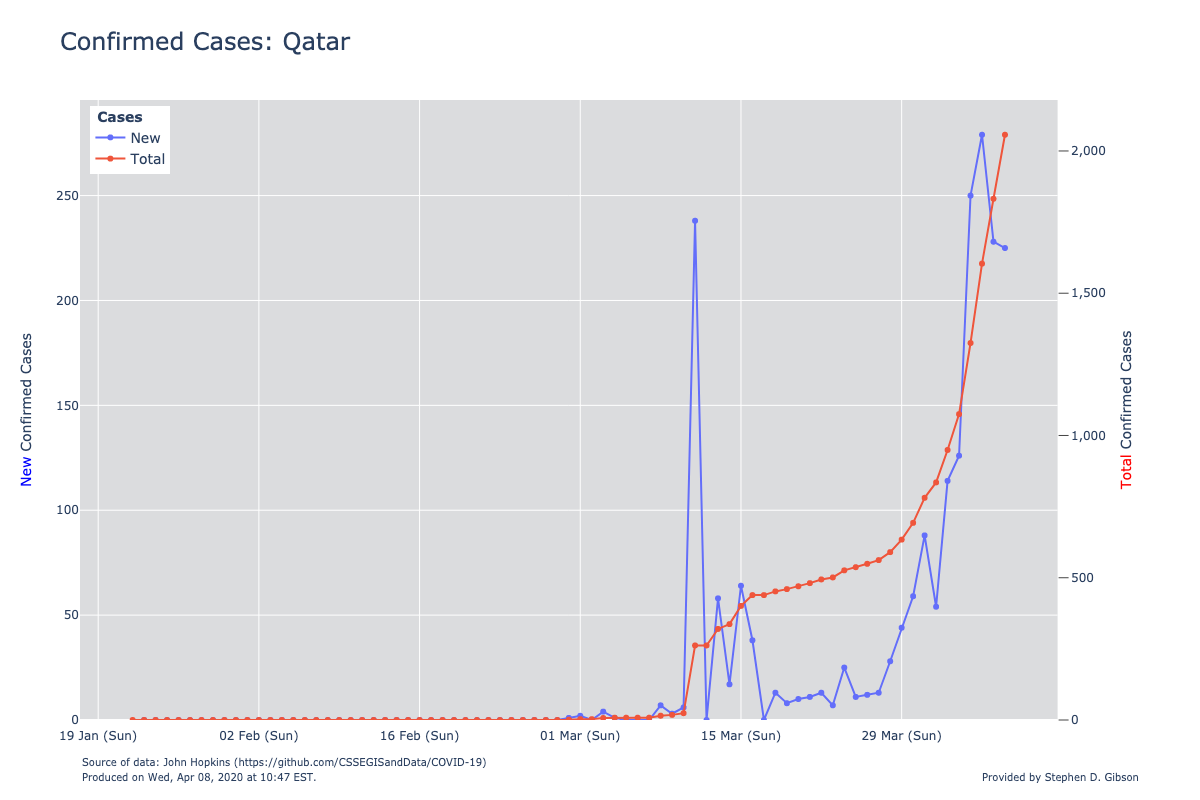 Confirmed Cases: Qatar
Cases
New
Total
250
200
150
100
50
0
2,000
1,500
1,000
500
0
New Confirmed Cases
Total Confirmed Cases
19 Jan (Sun)
02 Feb (Sun)
16 Feb (Sun)
01 Mar (Sun)
15 Mar (Sun)
29 Mar (Sun)
Source of data: John Hopkins (https://github.com/CSSEGISandData/COVID-19)
Produced on Wed, Apr 08, 2020 at 10:47 EST.
Provided by Stephen D. Gibson